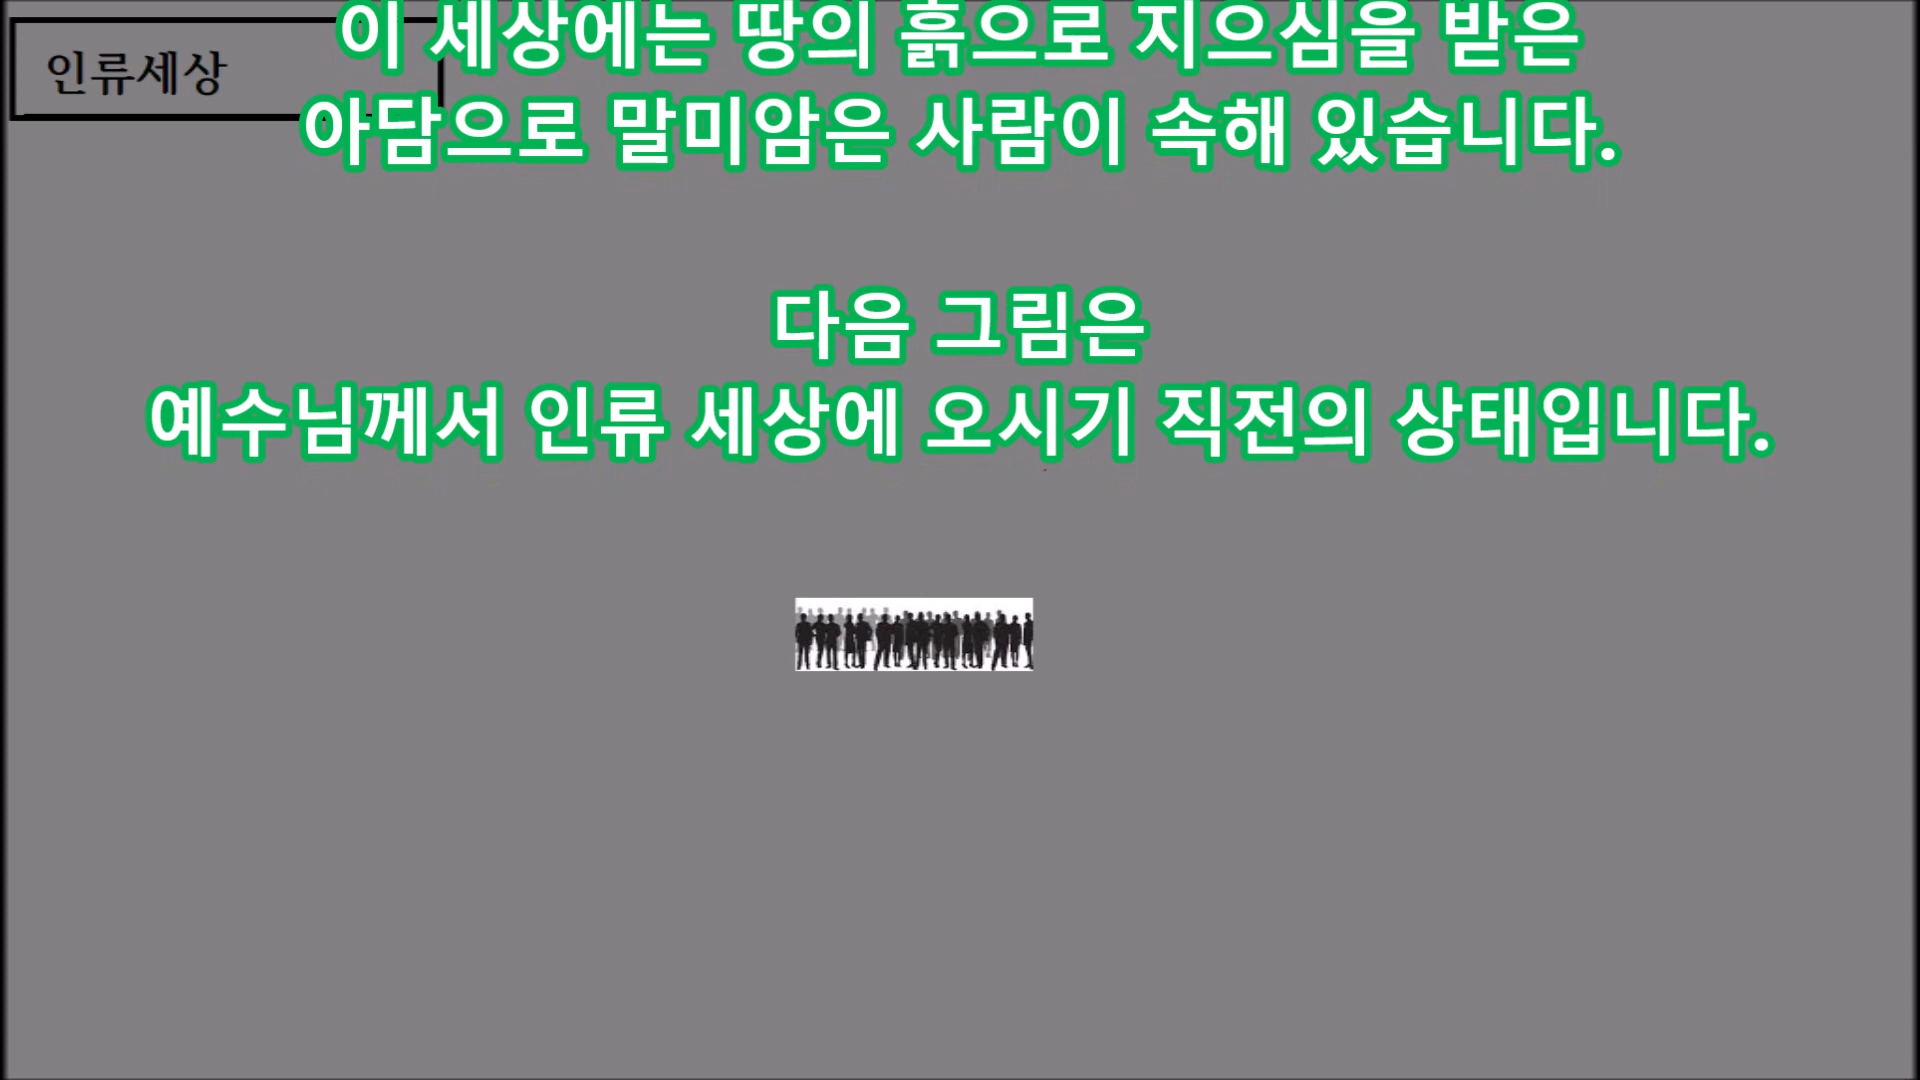 이 세상에는 땅의 흙으로 지으심을 받은
인류세상
아담으로 말미암은 사람이 속해 있습니다.
다음 그림은
예수님께서 인류 세상에 오시기 직전의 상태입니다.